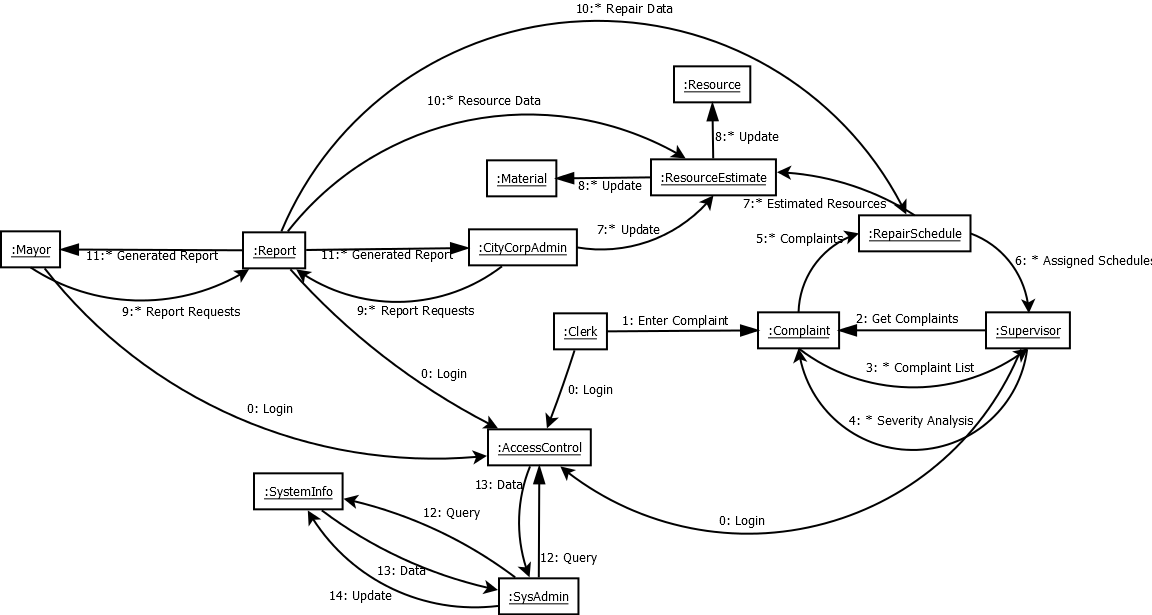 10:* Repair Data
:Resource
10:* Resource Data
8:* Update
:Material
8:* Update
:ResourceEstimate
7:* Estimated Resources
7:* Update
:Mayor
11:* Generated Report
:Report
11:* Generated Report
:CityCorpAdmin
5:* Complaints
:RepairSchedule
6: * Assigned Schedules
9:* Report Requests
9:* Report Requests
:Clerk
1: Enter Complaint
:Complaint
2: Get Complaints
:Supervisor
3: * Complaint List
0: Login
0: Login
0: Login
4: * Severity Analysis
:AccessControl
:SystemInfo
13: Data
12: Query
0: Login
12: Query
13: Data
14: Update
:SysAdmin